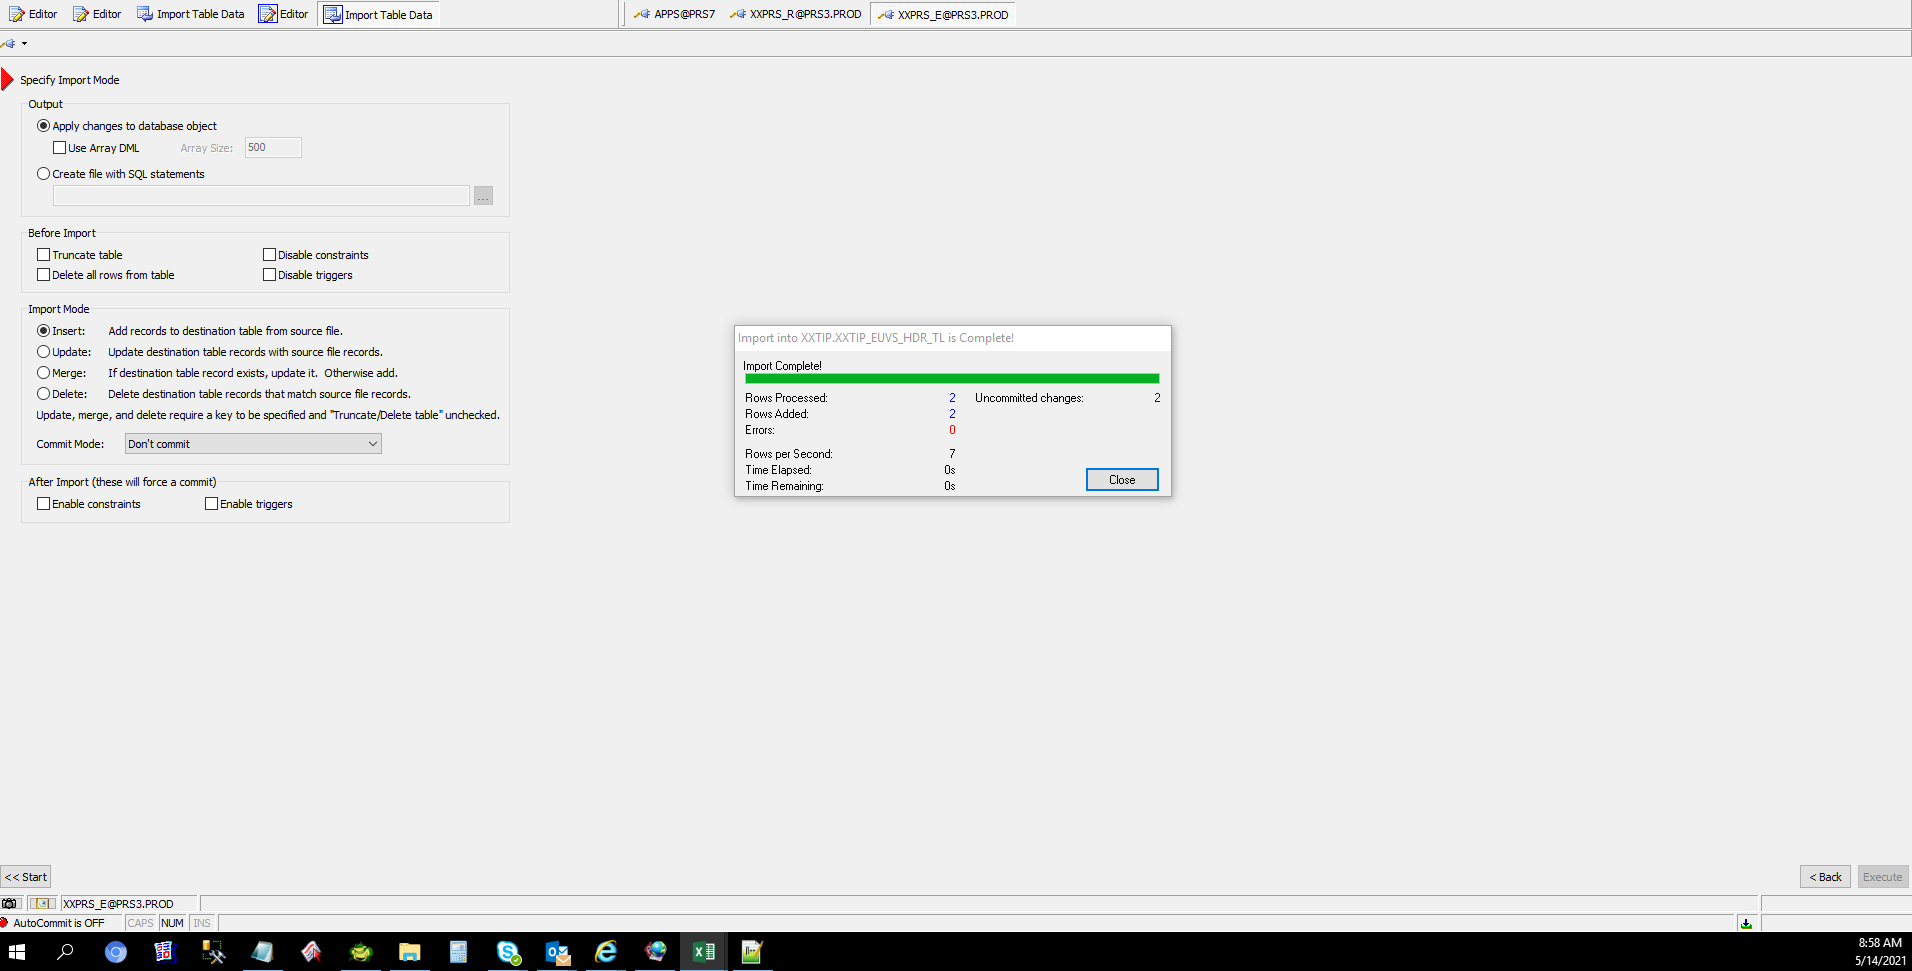 Editor Editor Import Table Data Editor Import Table Data APPS@PRS7 XXPRS_R@PRS3.PROD XXPRS_E@PRS3.PROD
Specify Import Mode
Output
Apply changes to database object
Use Array DML Array Size: 500
Create file with SQL statements
...
Before Import
Truncate table Disable constraints
Delete all rows from table Disable triggers
Import Mode
Insert: Add records to destination table from source file.
Update: Update destination table records with source file records.
Merge: If destination table record exists, update it. Otherwise add.
Delete: Delete destination table records that match source file records.
Update, merge, and delete require a key to be specified and "Truncate/Delete table" unchecked.
Commit Mode: Don't commit
After Import (these will force a commit)
Enable constraints Enable triggers
Import into XXTIP.XXTIP_EUVS_HDR_TL is Complete!
Import Complete!
Rows Processed: 2 Uncommitted changes: 2
Rows Added: 2
Errors: 0
Rows per Second: 7
Time Elapsed: 0s
Time Remaining: 0s
Close
<< Start < Back Execute
XXPRS_E@PRS3.PROD
AutoCommit is OFF CAPS NUM INS
8:58 AM
5/14/2021